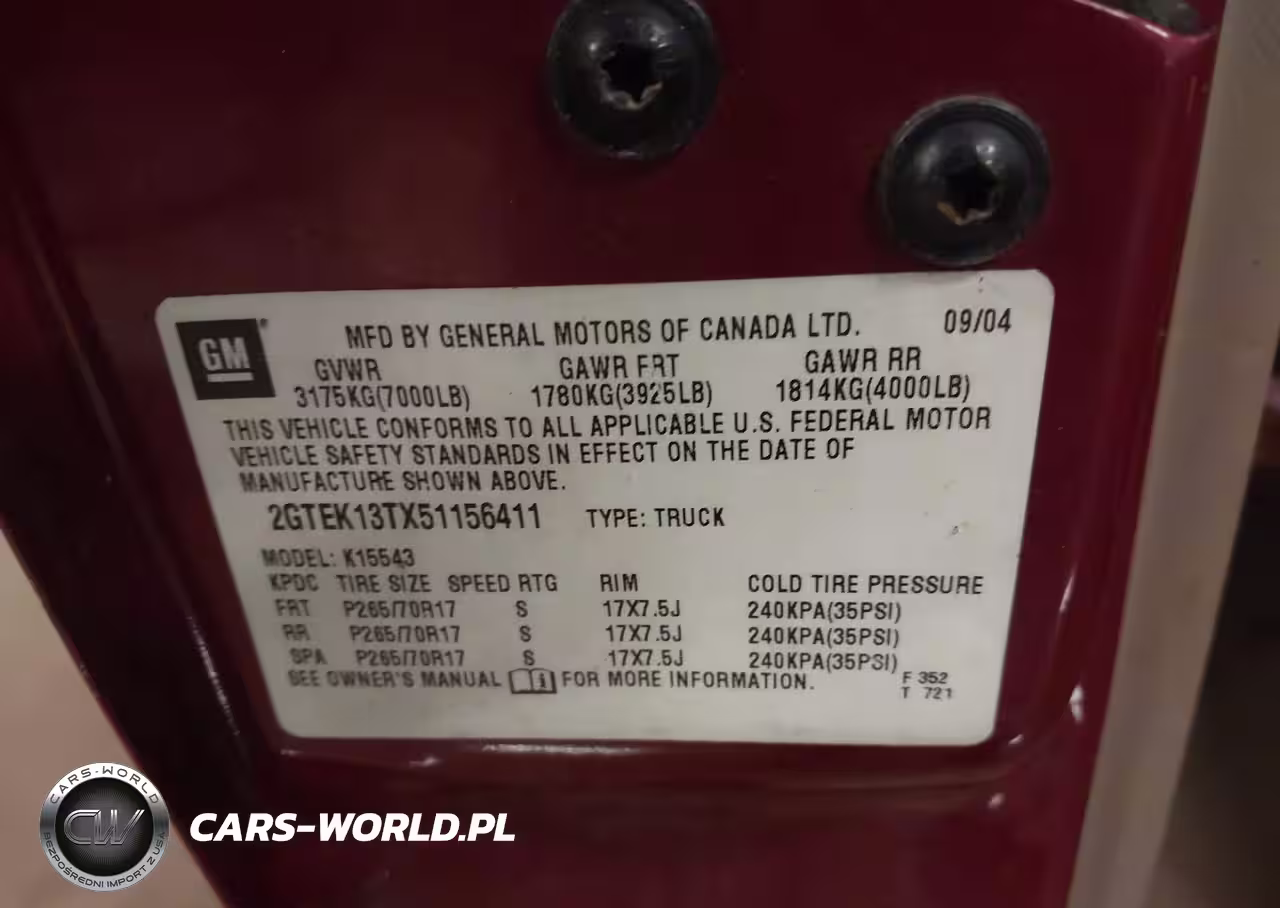 GM
MFD BY GENERAL MOTORS OF CANADA LTD. 09/04
GVWR GAWR FRT GAWR RR
3175KG(7000LB) 1780KG(3925LB) 1814KG(4000LB)
THIS VEHICLE CONFORMS TO ALL APPLICABLE U.S. FEDERAL MOTOR
VEHICLE SAFETY STANDARDS IN EFFECT ON THE DATE OF
MANUFACTURE SHOWN ABOVE.
2GTEK13TX51156411 TYPE: TRUCK
MODEL: K15543
KPDC TIRE SIZE SPEED RTG RIM COLD TIRE PRESSURE
FRT P265/70R17 S 17X7.5J 240KPA(35PSI)
RR P265/70R17 S 17X7.5J 240KPA(35PSI)
SPA P265/70R17 S 17X7.5J 240KPA(35PSI)
SEE OWNER'S MANUAL FOR MORE INFORMATION.
F 352
T 721
CARS-WORLD
CW
BEZPOŚREDNI IMPORT Z USA
CARS-WORLD.PL